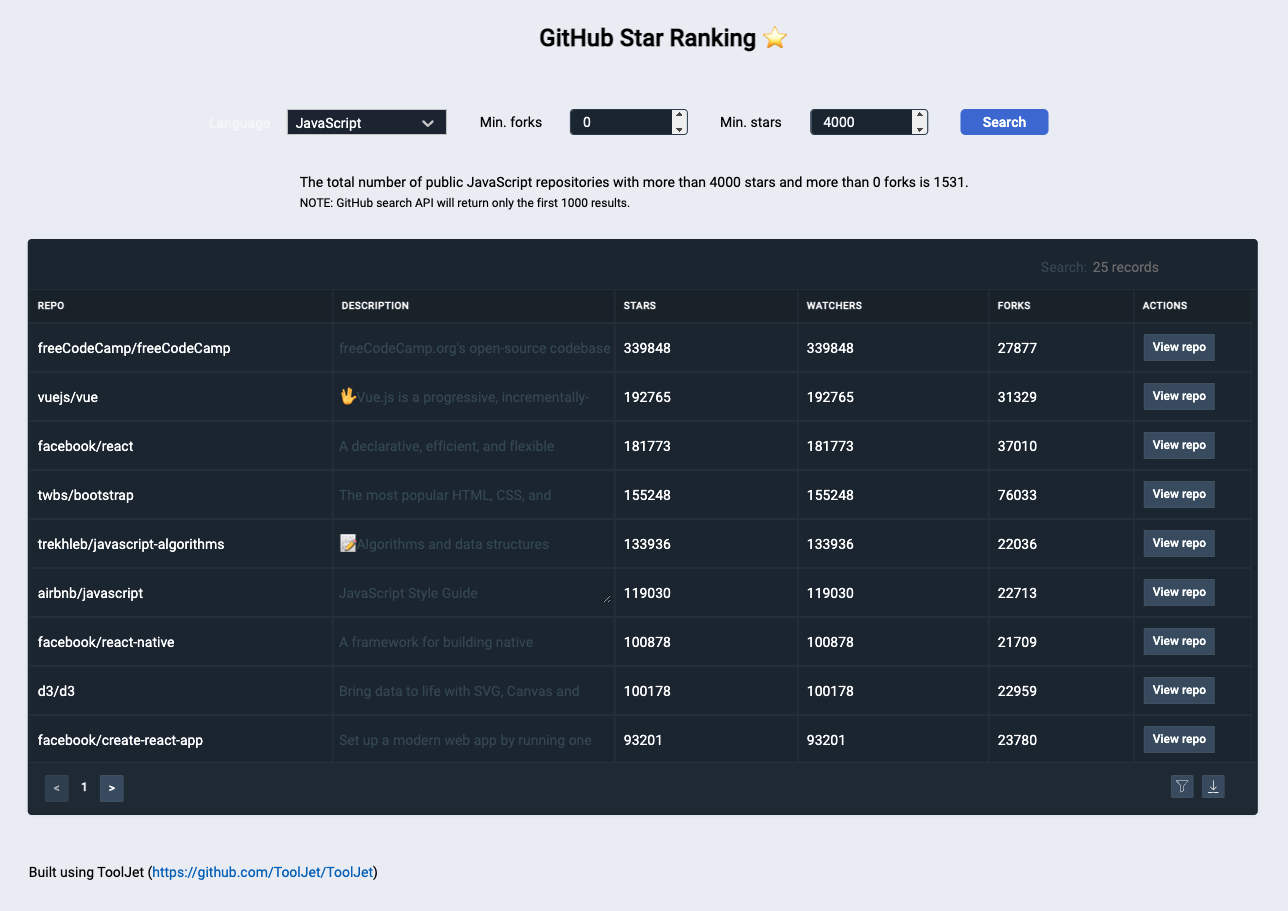 GitHub Star Ranking ⭐
Language JavaScript Min. forks 0 Min. stars 4000 Search
The total number of public JavaScript repositories with more than 4000 stars and more than 0 forks is 1531.
NOTE: GitHub search API will return only the first 1000 results.
Search: 25 records
REPO DESCRIPTION STARS WATCHERS FORKS ACTIONS
freeCodeCamp/freeCodeCamp freeCodeCamp.org's open-source codebase 339848 339848 27877 View repo
vuejs/vue 🖖 Vue.js is a progressive, incrementally- 192765 192765 31329 View repo
facebook/react A declarative, efficient, and flexible 181773 181773 37010 View repo
twbs/bootstrap The most popular HTML, CSS, and 155248 155248 76033 View repo
trekhleb/javascript-algorithms 📝 Algorithms and data structures 133936 133936 22036 View repo
airbnb/javascript JavaScript Style Guide 119030 119030 22713 View repo
facebook/react-native A framework for building native 100878 100878 21709 View repo
d3/d3 Bring data to life with SVG, Canvas and 100178 100178 22959 View repo
facebook/create-react-app Set up a modern web app by running one 93201 93201 23780 View repo
< 1 >
Built using ToolJet (https://github.com/ToolJet/ToolJet)